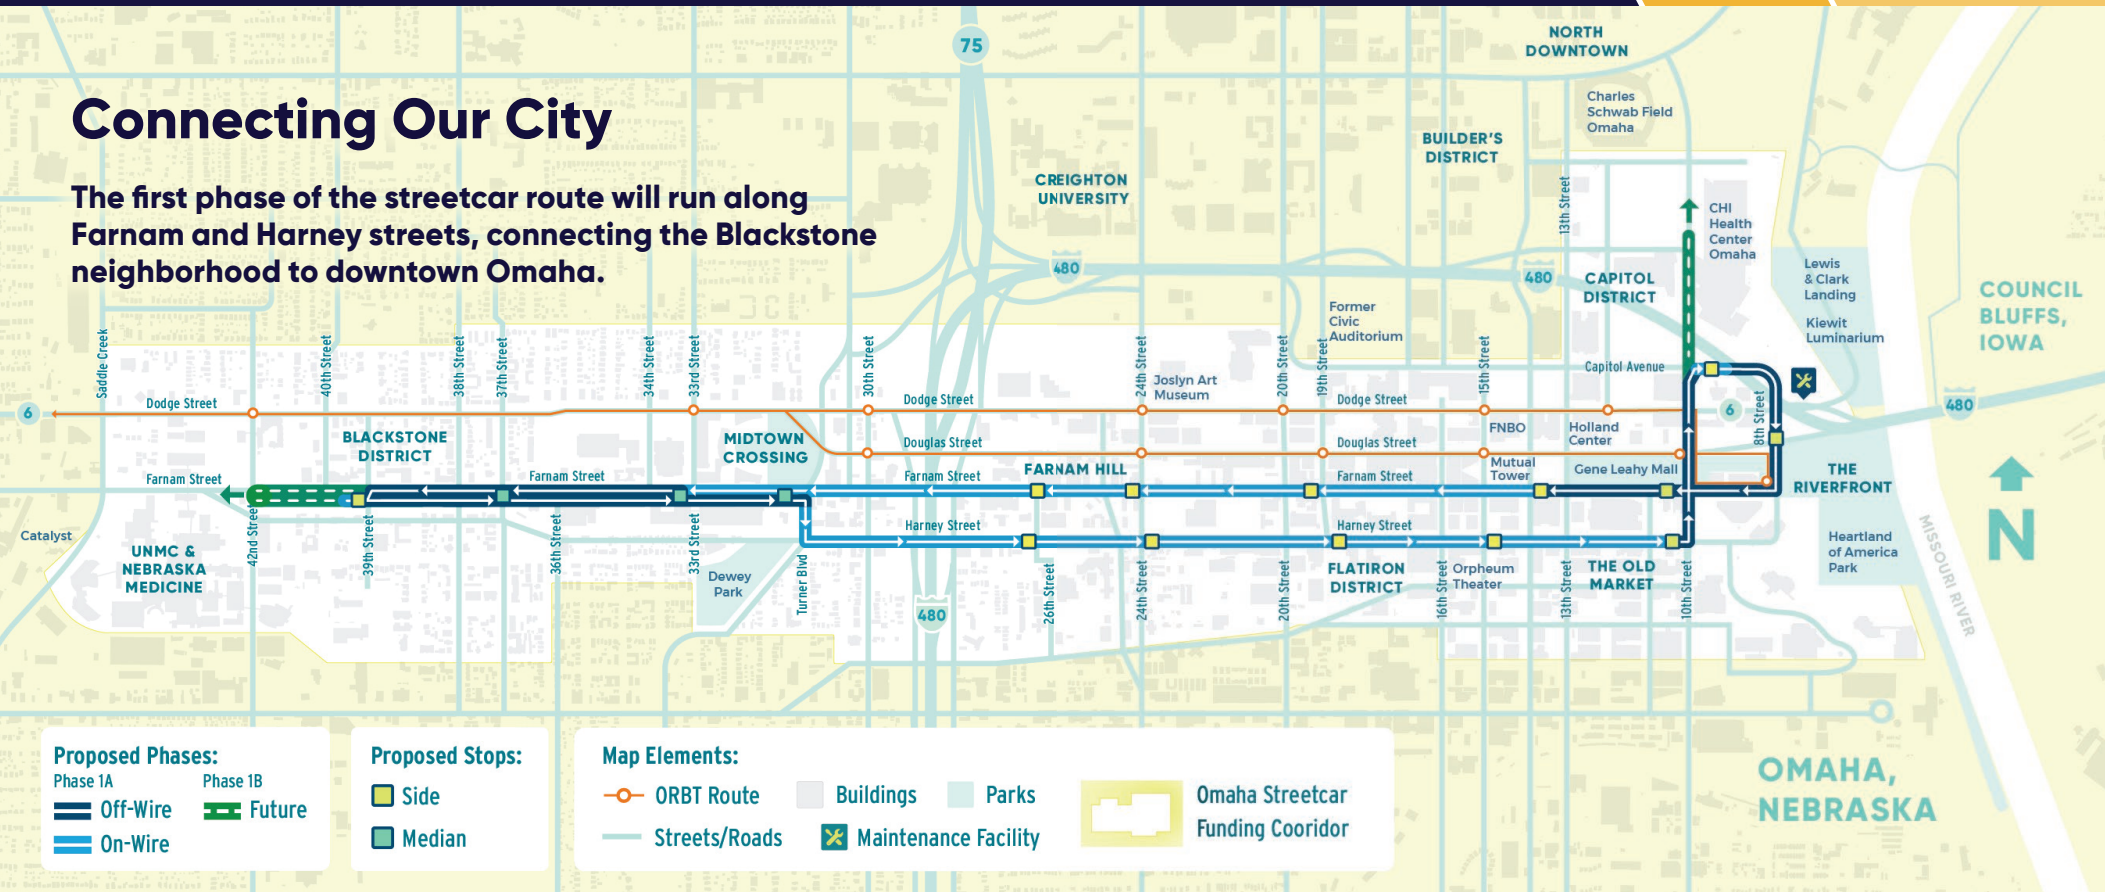 Connecting Our City
The first phase of the streetcar route will run along
Farnam and Harney streets, connecting the Blackstone
neighborhood to downtown Omaha.
75
NORTH
DOWNTOWN
Charles
Schwab Field
Omaha
BUILDER'S
DISTRICT
CREIGHTON
UNIVERSITY
13th Street
CHI
Health
Center
Omaha
480
480
CAPITOL
DISTRICT
Lewis
& Clark
Landing
Kiewit
Luminarium
COUNCIL
BLUFFS,
IOWA
Former
Civic
Auditorium
Saddle Creek
40th Street
38th Street
37th Street
34th Street
33rd Street
30th Street
24th Street
20th Street
19th Street
15th Street
Capitol Avenue
Joslyn Art
Museum
6
Dodge Street
Dodge Street
Dodge Street
6
8th Street
480
BLACKSTONE
DISTRICT
MIDTOWN
CROSSING
Douglas Street
Douglas Street
FNBO
Holland
Center
Farnam Street
Farnam Street
Farnam Street
FARNAM HILL
Farnam Street
Mutual
Tower
Gene Leahy Mall
THE
RIVERFRONT
Catalyst
UNMC &
NEBRASKA
MEDICINE
42nd Street
39th Street
36th Street
33rd Street
Dewey
Park
Turner Blvd
Harney Street
480
26th Street
24th Street
20th Street
Harney Street
FLATIRON
DISTRICT
16th Street
Orpheum
Theater
13th Street
THE OLD
MARKET
10th Street
Heartland
of America
Park
MISSOURI RIVER
N
OMAHA,
NEBRASKA
Proposed Phases:
Phase 1A
Phase 1B
Off-Wire
Future
On-Wire
Proposed Stops:
Side
Median
Map Elements:
ORBT Route
Buildings
Parks
Streets/Roads
Maintenance Facility
Omaha Streetcar
Funding Cooridor